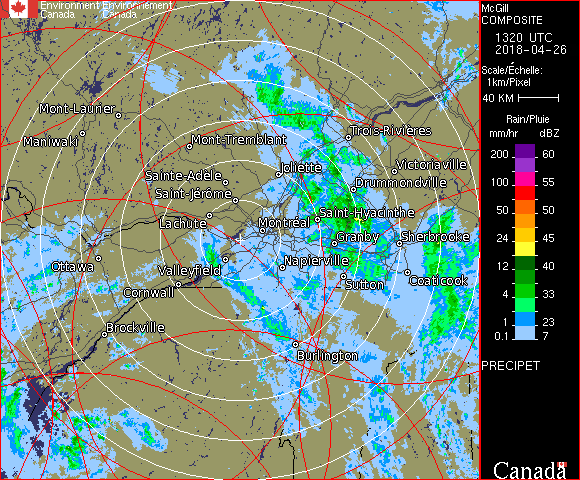 Environment Environnement
Canada Canada
McGill
COMPOSITE
1320 UTC
2018-04-26
Scale/Échelle:
1km/Pixel
40 KM
Rain/Pluie
mm/hr dBZ
200 60
100 55
50 50
24 45
12 40
4 33
1 23
0.1 7
PRECIPET
Canada
Mont-Laurier
Maniwaki
Mont-Tremblant
Trois-Rivières
Joliette
Victoriaville
Sainte-Adèle
Drummondville
Saint-Jérôme
Saint-Hyacinthe
Lachute
Montréal
Granby
Sherbrooke
Ottawa
Valleyfield
Napierville
Cornwall
Sutton
Coaticook
Brockville
Burlington